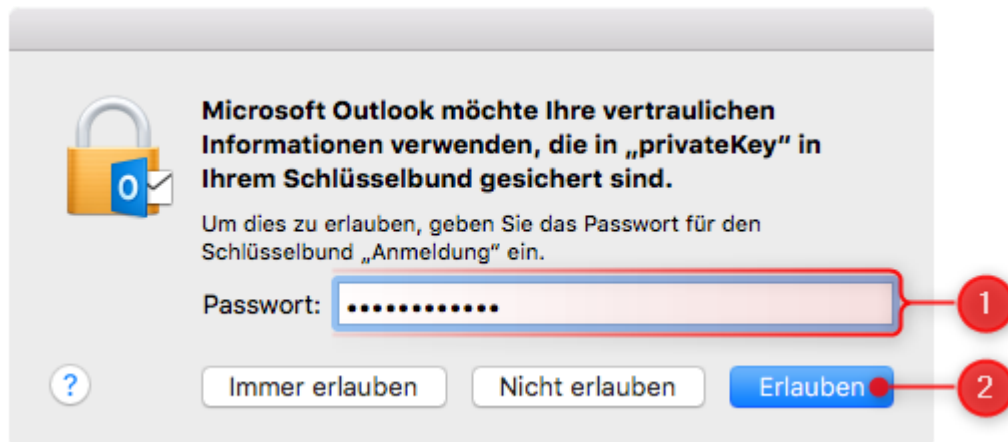 Microsoft Outlook möchte Ihre vertraulichen
Informationen verwenden, die in „privateKey“ in
Ihrem Schlüsselbund gesichert sind.
Um dies zu erlauben, geben Sie das Passwort für den
Schlüsselbund „Anmeldung“ ein.
Passwort: ••••••••••••
1
? Immer erlauben Nicht erlauben Erlauben 2